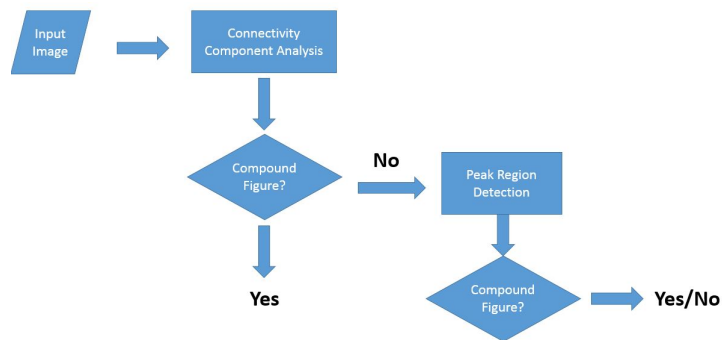 Input
Image
Connectivity
Component Analysis
Compound
Figure?
No
Peak Region
Detection
Yes
Compound
Figure?
Yes/No